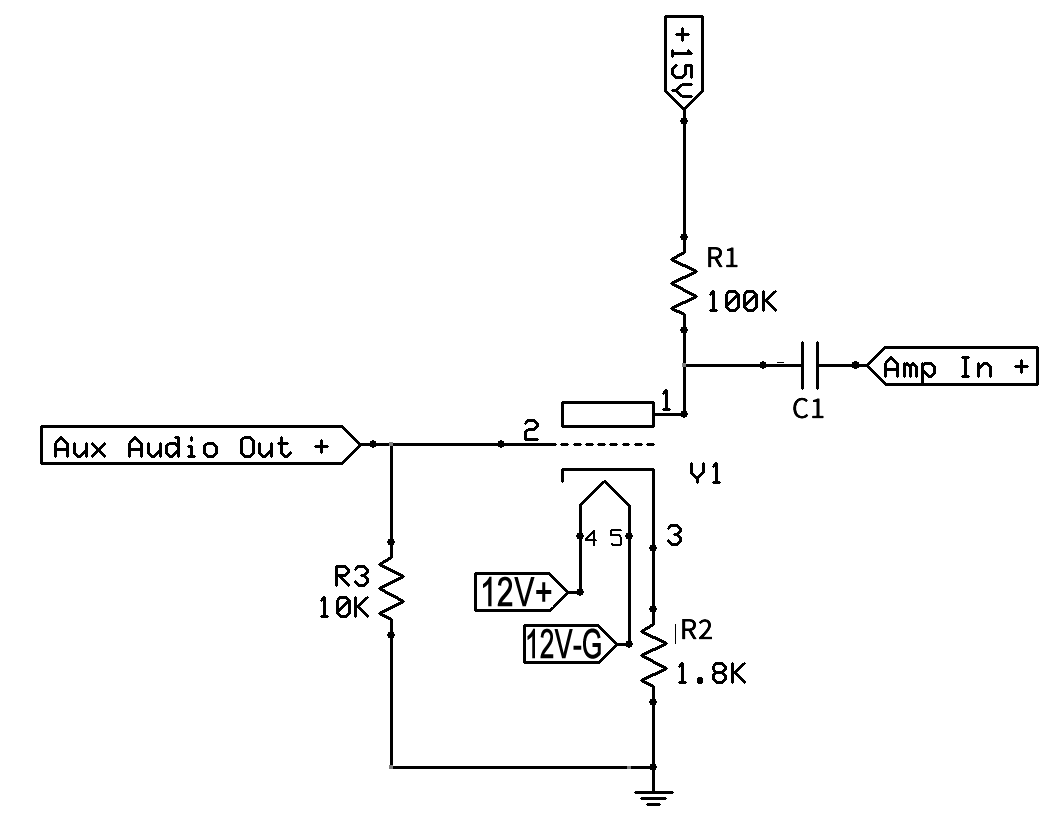 +15V
R1
100K
1
Amp In +
C1
2
Aux Audio Out +
V1
4 5
3
R3
10K
12V+
12V-G
R2
1.8K